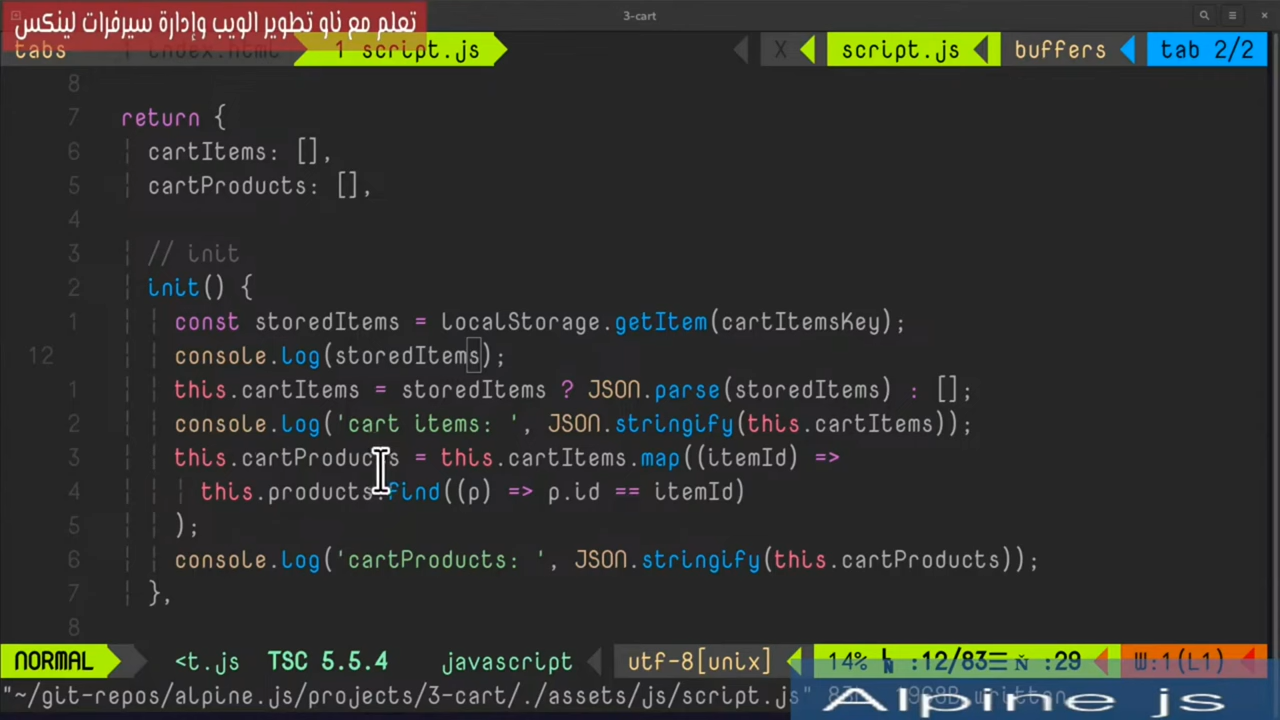 3-cart
تعلم مع ناو تطوير الويب وإدارة سيرفرات لينكس
tabs index.html 1 script.js X script.js buffers tab 2/2
8
7 return {
6 cartItems: [],
5 cartProducts: [],
4
3 // init
2 init() {
1 const storedItems = localStorage.getItem(cartItemsKey);
12 console.log(storedItems);
1 this.cartItems = storedItems ? JSON.parse(storedItems) : [];
2 console.log('cart items: ', JSON.stringify(this.cartItems));
3 this.cartProducts = this.cartItems.map((itemId) =>
4 this.products.find((p) => p.id == itemId)
5 );
6 console.log('cartProducts: ', JSON.stringify(this.cartProducts));
7 },
8
NORMAL <t.js TSC 5.5.4 javascript utf-8[unix] 14% :12/83☰ :29 W:1(L1)
"~/git-repos/alpine.js/projects/3-cart/./assets/js/script.js" written
Alpine js